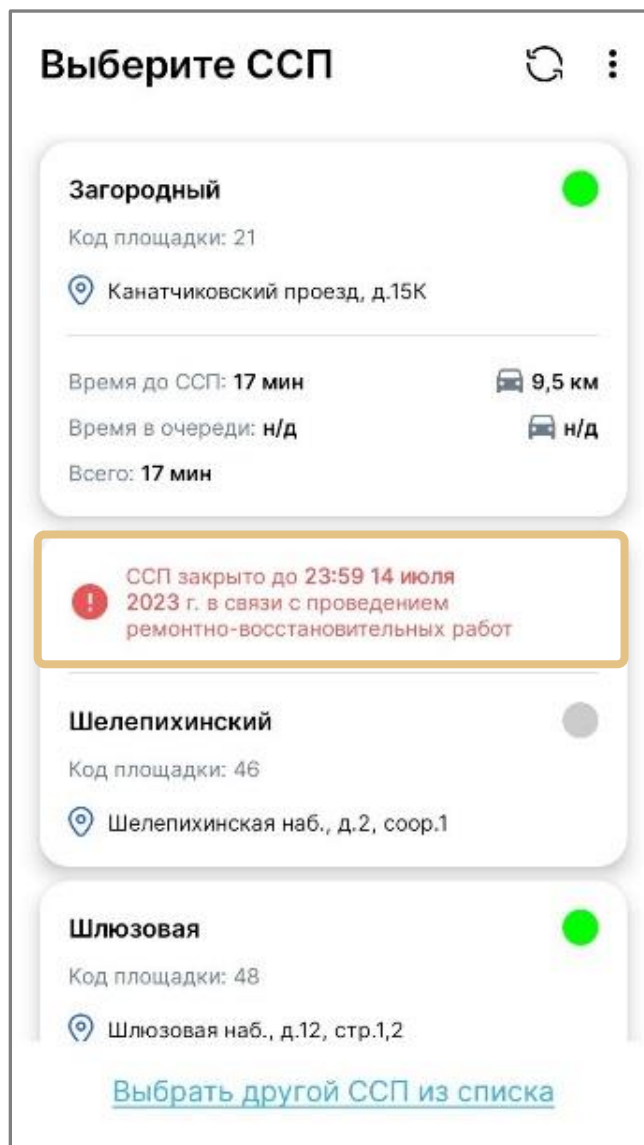 Выберите ССП
Загородный
Код площадки: 21
Канатчиковский проезд, д.15К
Время до ССП: 17 мин 9,5 км
Время в очереди: н/д н/д
Всего: 17 мин
ССП закрыто до 23:59 14 июля
2023 г. в связи с проведением
ремонтно-восстановительных работ
Шелепихинский
Код площадки: 46
Шелепихинская наб., д.2, соор.1
Шлюзовая
Код площадки: 48
Шлюзовая наб., д.12, стр.1,2
Выбрать другой ССП из списка